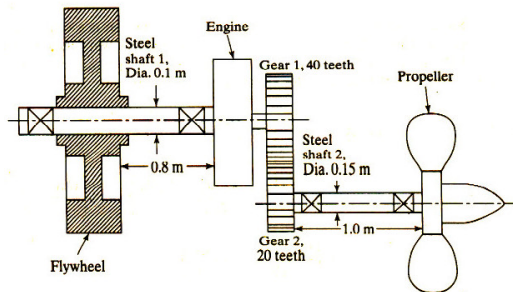 Engine
Steel
shaft 1,
Dia. 0.1 m
Gear 1, 40 teeth
Propeller
Steel
shaft 2,
Dia. 0.15 m
0.8 m
1.0 m
Gear 2,
20 teeth
Flywheel